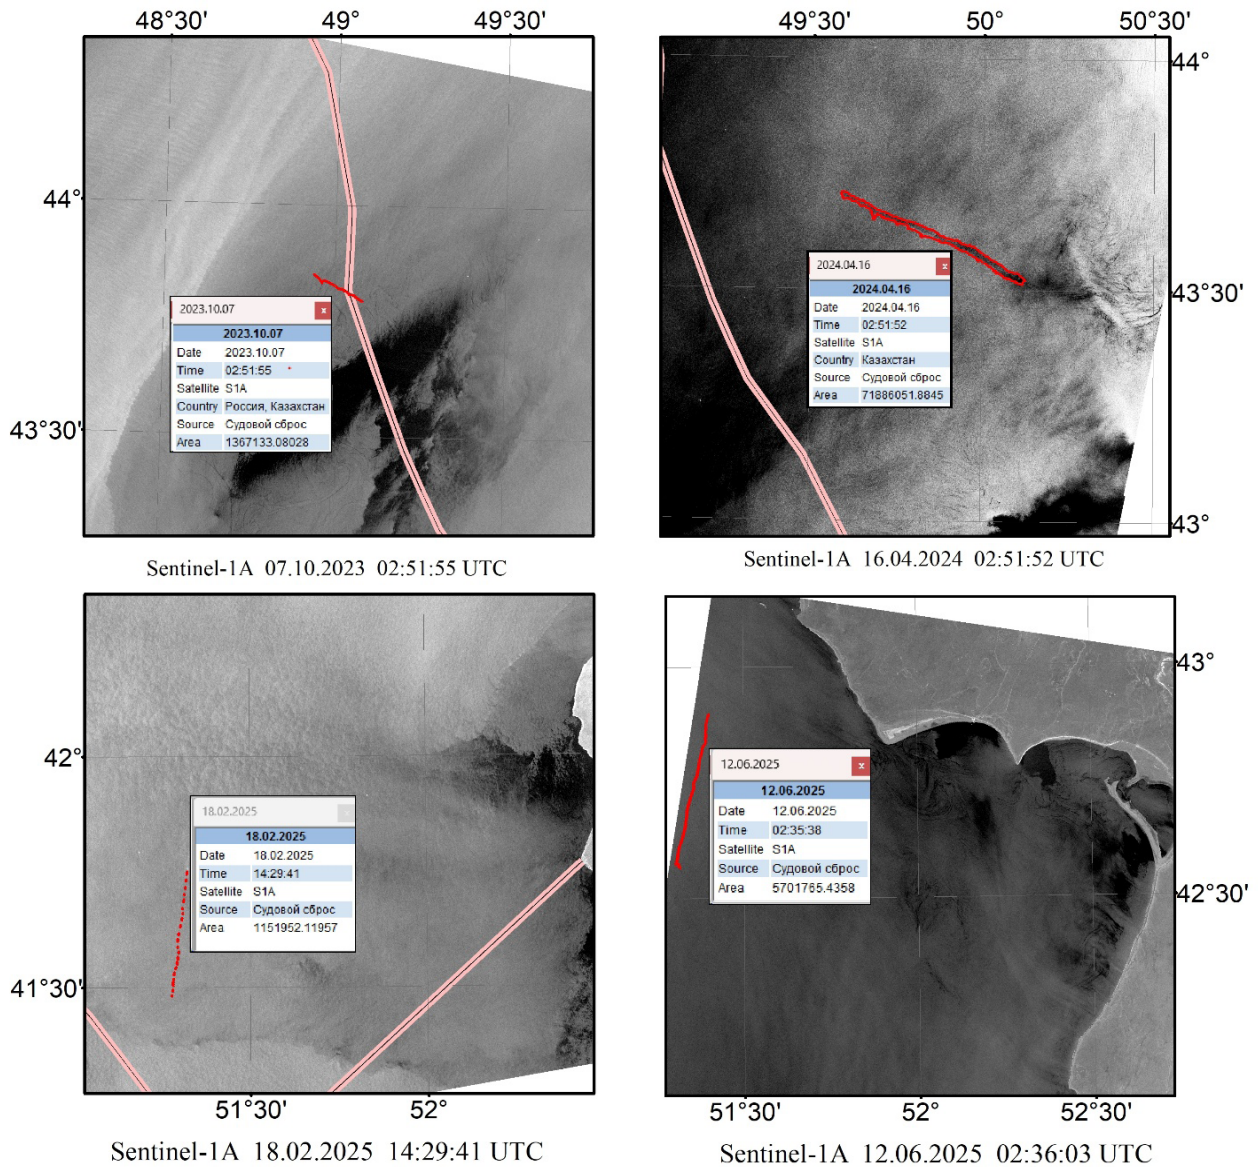 48°30' 49° 49°30'
44°
43°30'
2023.10.07 x
2023.10.07
Date 2023.10.07
Time 02:51:55
Satellite S1A
Country Россия, Казахстан
Source Судовой сброс
Area 1367133.08028
Sentinel-1A 07.10.2023 02:51:55 UTC
49°30' 50° 50°30'
44°
43°30'
43°
2024.04.16 x
2024.04.16
Date 2024.04.16
Time 02:51:52
Satellite S1A
Country Казахстан
Source Судовой сброс
Area 71886051.8845
Sentinel-1A 16.04.2024 02:51:52 UTC
42°
41°30'
18.02.2025
18.02.2025
Date 18.02.2025
Time 14:29:41
Satellite S1A
Source Судовой сброс
Area 1151952.11957
51°30' 52°
Sentinel-1A 18.02.2025 14:29:41 UTC
43°
42°30'
12.06.2025 x
12.06.2025
Date 12.06.2025
Time 02:35:38
Satellite S1A
Source Судовой сброс
Area 5701765.4358
51°30' 52° 52°30'
Sentinel-1A 12.06.2025 02:36:03 UTC